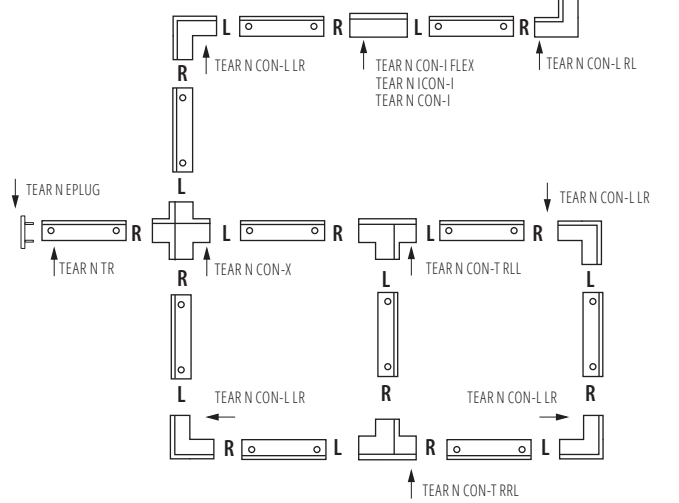 L R L R
TEAR N CON-L LR
TEAR N CON-I FLEX
TEAR N ICON-I
TEAR N CON-I
TEAR N CON-L RL
R
L
TEAR N EPLUG
TEAR N CON-L LR
R L R L R
TEAR N TR
TEAR N CON-X
TEAR N CON-T RLL
R L L
L R R
TEAR N CON-L LR
TEAR N CON-L LR
R L R L
TEAR N CON-T RRL